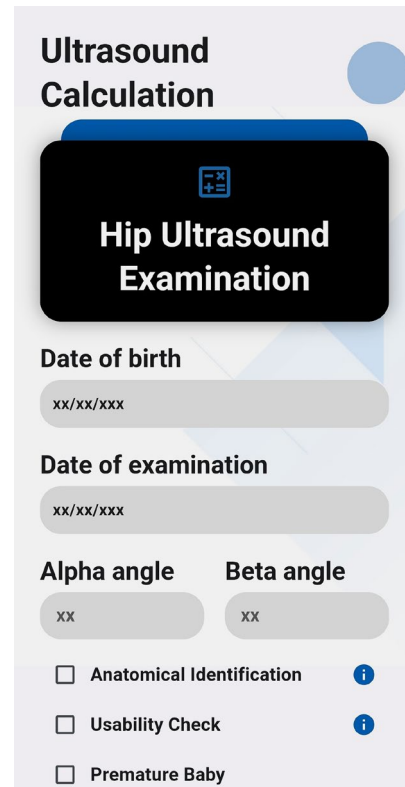 Ultrasound
Calculation
Hip Ultrasound
Examination
Date of birth
xx/xx/xxx
Date of examination
xx/xx/xxx
Alpha angle Beta angle
xx xx
Anatomical Identification
Usability Check
Premature Baby